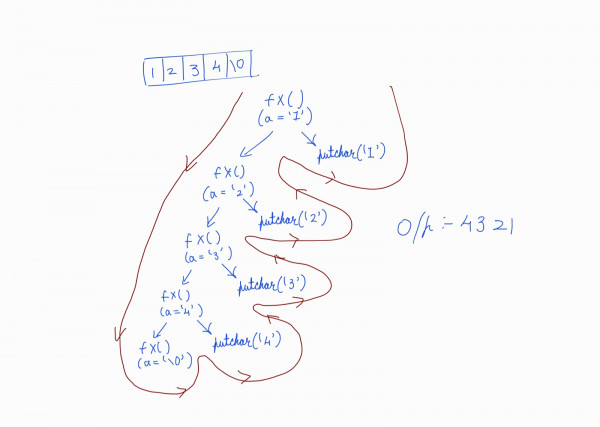 1 2 3 4 \0
fx()
(a = '1')
putchar('1')
fx()
(a = '2')
putchar('2')
O/p :- 4321
fx()
(a = '3')
putchar('3')
fx()
(a='4')
putchar('4')
fx()
(a = '\0')